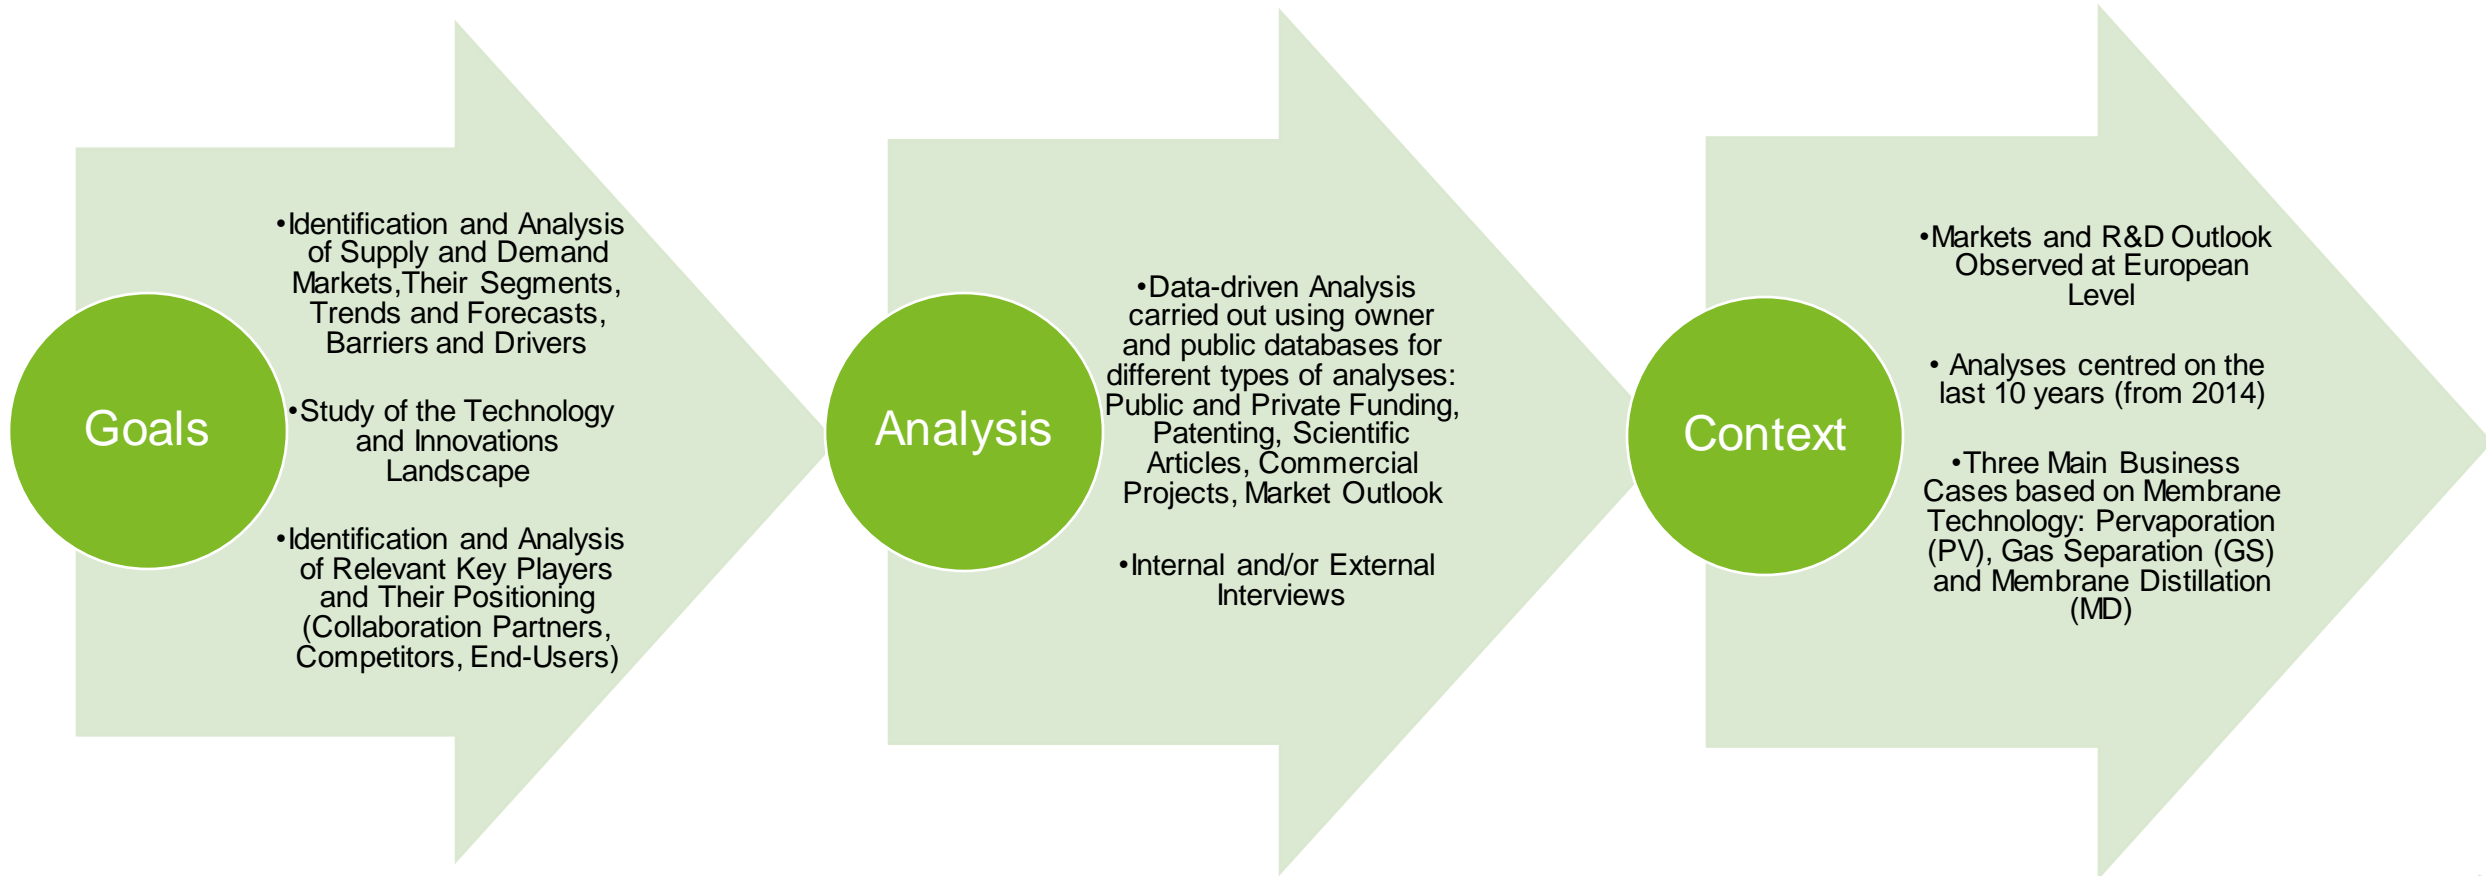 Goals
•Identification and Analysis
of Supply and Demand
Markets,Their Segments,
Trends and Forecasts,
Barriers and Drivers
•Study of the Technology
and Innovations
Landscape
•Identification and Analysis
of Relevant Key Players
and Their Positioning
(Collaboration Partners,
Competitors, End-Users)
Analysis
•Data-driven Analysis
carried out using owner
and public databases for
different types of analyses:
Public and Private Funding,
Patenting, Scientific
Articles, Commercial
Projects, Market Outlook
•Internal and/or External
Interviews
Context
•Markets and R&D Outlook
Observed at European
Level
• Analyses centred on the
last 10 years (from 2014)
•Three Main Business
Cases based on Membrane
Technology: Pervaporation
(PV), Gas Separation (GS)
and Membrane Distillation
(MD)